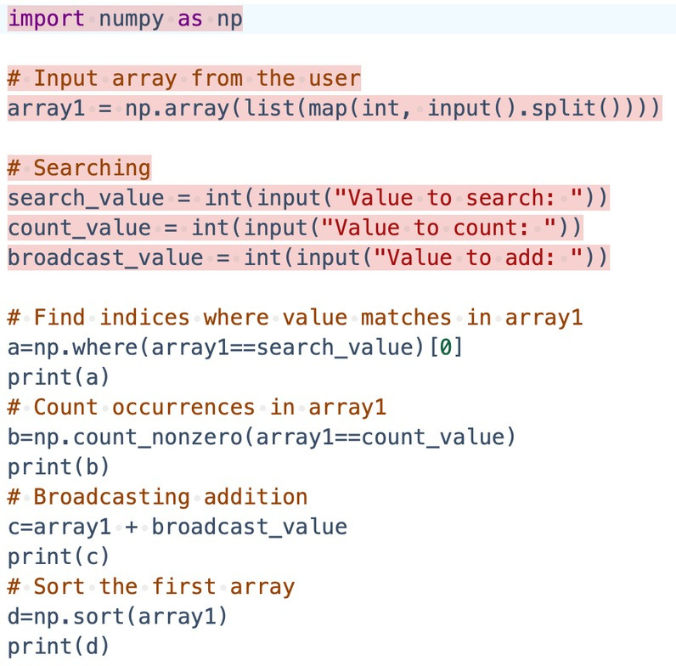 import numpy as np
# Input array from the user
array1 = np.array(list(map(int, input().split())))
# Searching
search_value = int(input("Value to search: "))
count_value = int(input("Value to count: "))
broadcast_value = int(input("Value to add: "))
# Find indices where value matches in array1
a=np.where(array1==search_value)[0]
print(a)
# Count occurrences in array1
b=np.count_nonzero(array1==count_value)
print(b)
# Broadcasting addition
c=array1 + broadcast_value
print(c)
# Sort the first array
d=np.sort(array1)
print(d)